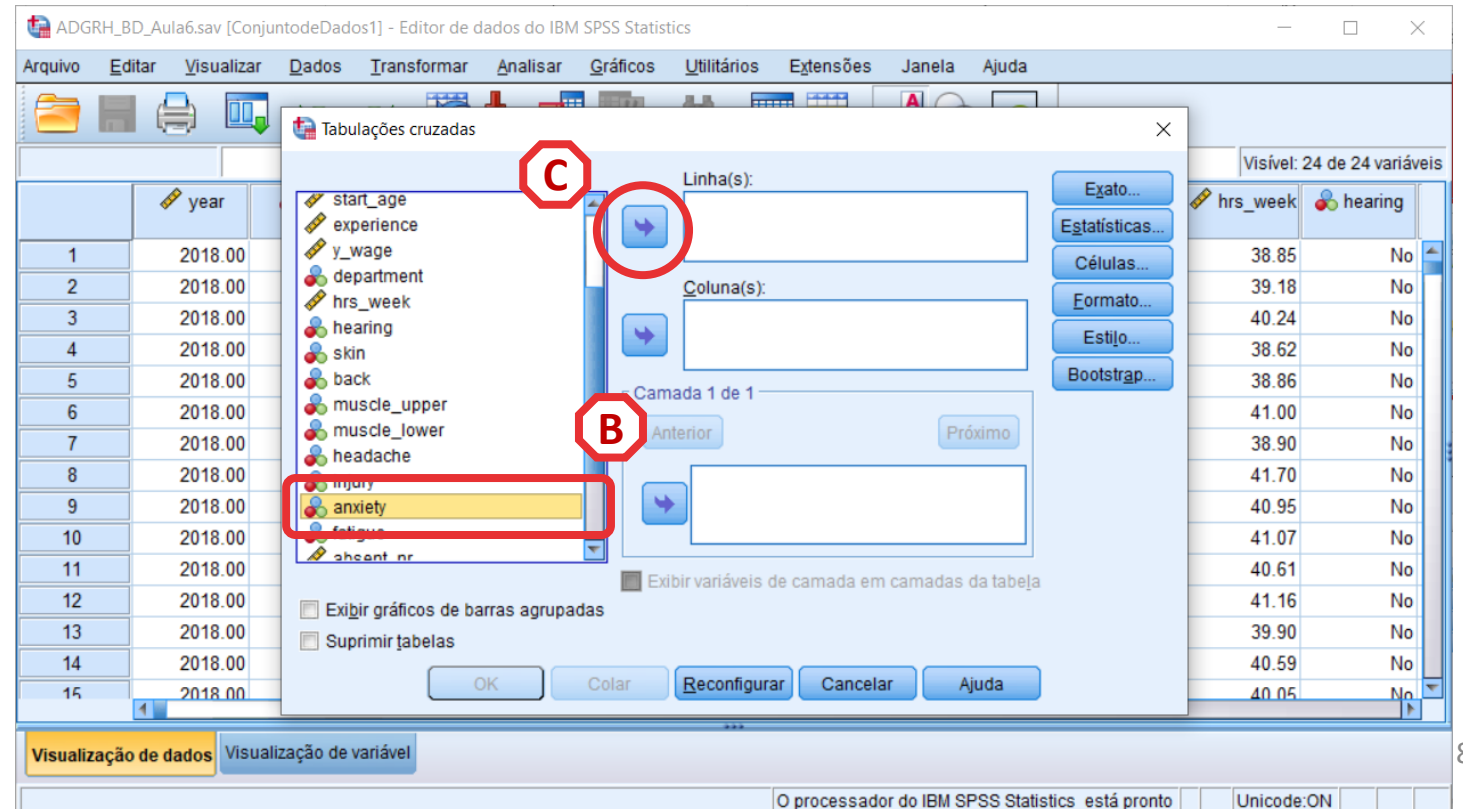 ADGRH_BD_Aula6.sav [ConjuntodeDados1] - Editor de dados do IBM SPSS Statistics
Arquivo Editar Visualizar Dados Transformar Analisar Gráficos Utilitários Extensões Janela Ajuda
Tabulações cruzadas
Visível: 24 de 24 variáveis
C
Linha(s):
start_age
experience
y_wage
department
hrs_week
hearing
skin
back
muscle_upper
muscle_lower
headache
injury
anxiety
fatigue
absent_nr
Coluna(s):
Camada 1 de 1
B
Anterior Próximo
Exibir variáveis de camada em camadas da tabela
Exato...
Estatísticas...
Células...
Formato...
Estilo...
Bootstrap...
Exibir gráficos de barras agrupadas
Suprimir tabelas
OK Colar Reconfigurar Cancelar Ajuda
year hrs_week hearing
1 2018.00 38.85 No
2 2018.00 39.18 No
3 2018.00 40.24 No
4 2018.00 38.62 No
5 2018.00 38.86 No
6 2018.00 41.00 No
7 2018.00 38.90 No
8 2018.00 41.70 No
9 2018.00 40.95 No
10 2018.00 41.07 No
11 2018.00 40.61 No
12 2018.00 41.16 No
13 2018.00 39.90 No
14 2018.00 40.59 No
15 2018.00 40.05 No
Visualização de dados Visualização de variável
8
O processador do IBM SPSS Statistics está pronto Unicode:ON